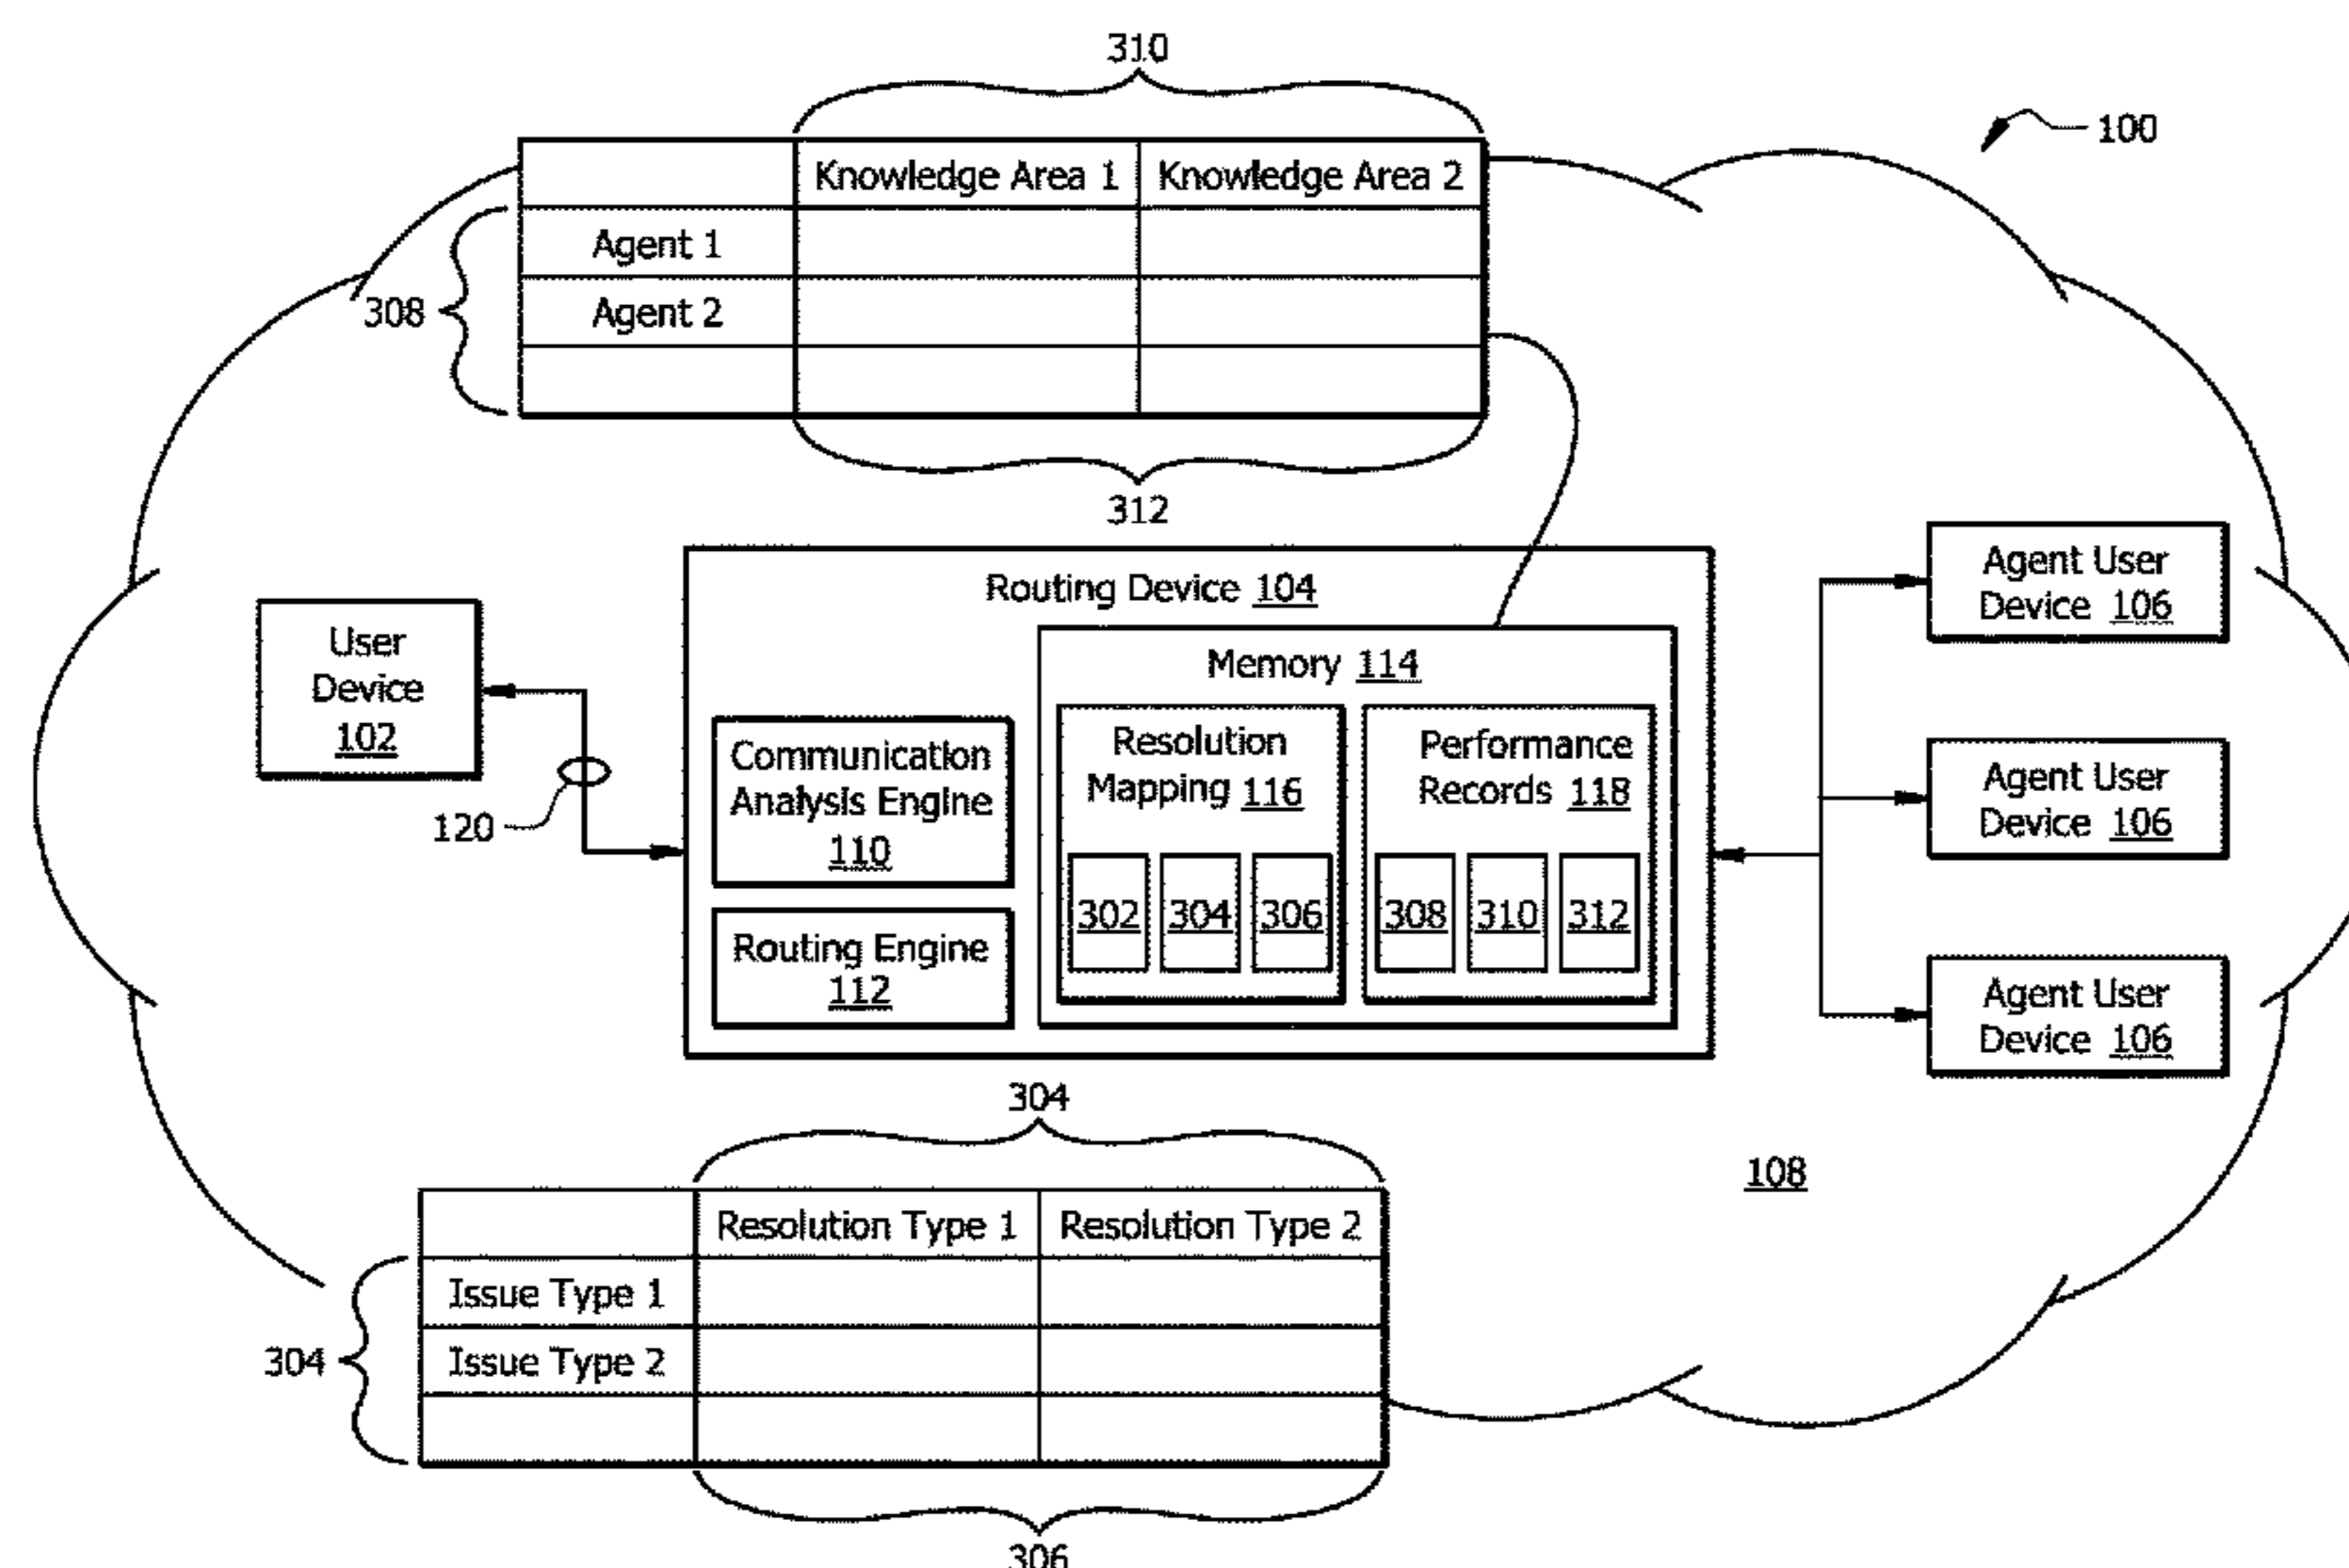 310
100
Knowledge Area 1 Knowledge Area 2
Agent 1
308
Agent 2
312
Routing Device 104
User
Device
102
120
Memory 114
Communication
Analysis Engine
110
Routing Engine
112
Resolution
Mapping 116
302 304 306
Performance
Records 118
308 310 312
Agent User
Device 106
Agent User
Device 106
Agent User
Device 106
304
108
Resolution Type 1 Resolution Type 2
Issue Type 1
304
Issue Type 2
306